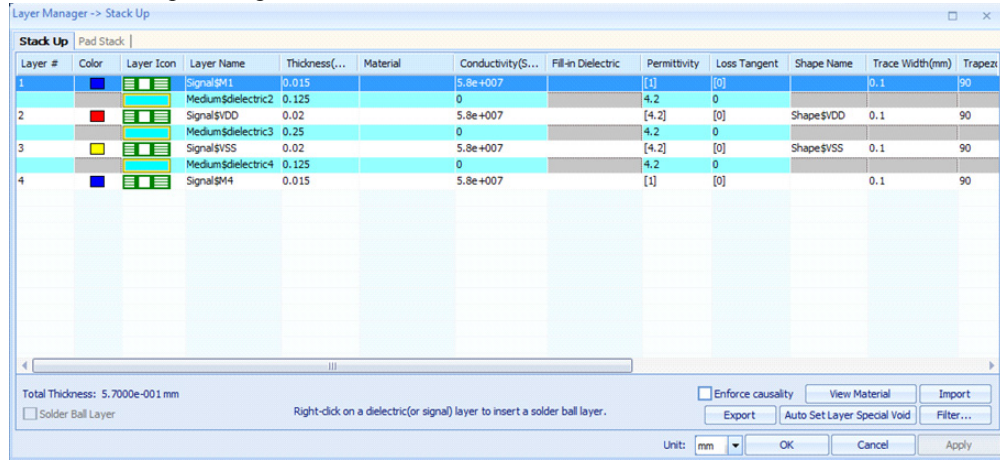 Layer Manager -> Stack Up
Stack Up Pad Stack
Layer # Color Layer Icon Layer Name Thickness(... Material Conductivity(S... Fill-in Dielectric Permittivity Loss Tangent Shape Name Trace Width(mm) Trapez
1 Signal$M1 0.015 5.8e+007 [1] [0] 0.1 90
Medium$dielectric2 0.125 0 4.2 0
2 Signal$VDD 0.02 5.8e+007 [4.2] [0] Shape$VDD 0.1 90
Medium$dielectric3 0.25 0 4.2 0
3 Signal$VSS 0.02 5.8e+007 [4.2] [0] Shape$VSS 0.1 90
Medium$dielectric4 0.125 0 4.2 0
4 Signal$M4 0.015 5.8e+007 [1] [0] 0.1 90
Total Thickness: 5.7000e-001 mm Enforce causality View Material Import
Solder Ball Layer Right-click on a dielectric(or signal) layer to insert a solder ball layer. Export Auto Set Layer Special Void Filter...
Unit: mm OK Cancel Apply